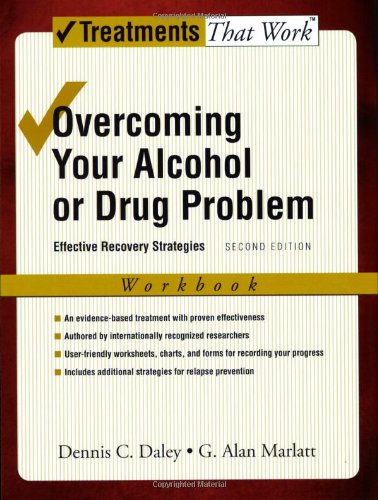 Treatments That Work™
Overcoming
Your Alcohol
or Drug Problem
Effective Recovery Strategies SECOND EDITION
Workbook
An evidence-based treatment with proven effectiveness
Authored by internationally recognized researchers
User-friendly worksheets, charts, and forms for recording your progress
Includes additional strategies for relapse prevention
Dennis C. Daley • G. Alan Marlatt